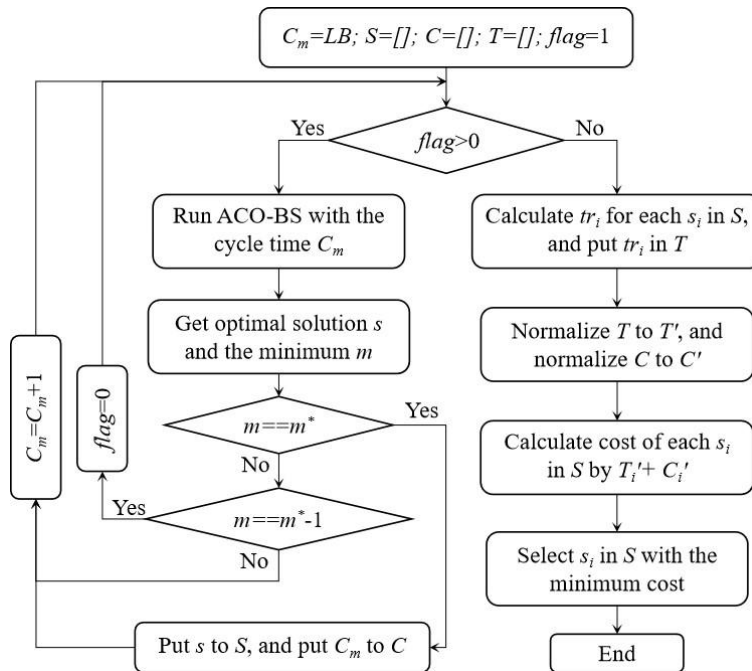 C_m=LB; S=[]; C=[]; T=[]; flag=1
Yes
flag>0
No
Run ACO-BS with the
cycle time C_m
Calculate tr_i for each s_i in S,
and put tr_i in T
Get optimal solution s
and the minimum m
Normalize T to T′, and
normalize C to C′
C_m=C_m+1
flag=0
m==m*
Yes
No
Calculate cost of each s_i
in S by T_i′+ C_i′
Yes
m==m*-1
No
Select s_i in S with the
minimum cost
Put s to S, and put C_m to C
End